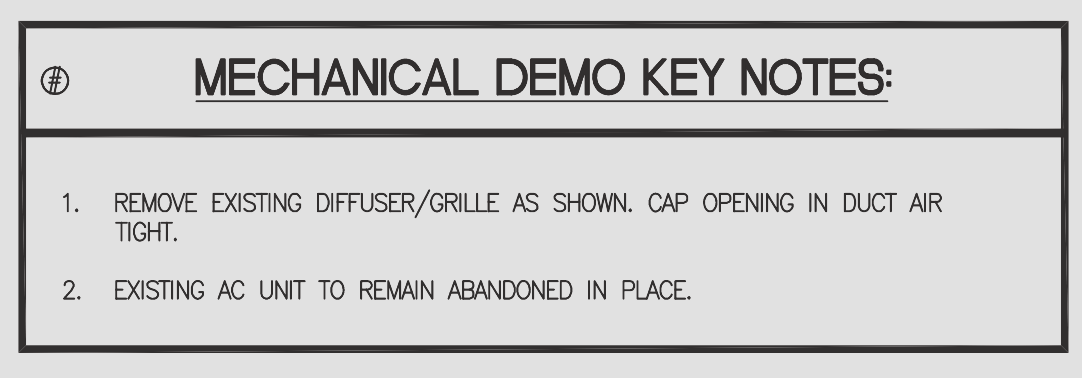 # MECHANICAL DEMO KEY NOTES:
1. REMOVE EXISTING DIFFUSER/GRILLE AS SHOWN. CAP OPENING IN DUCT AIR
TIGHT.
2. EXISTING AC UNIT TO REMAIN ABANDONED IN PLACE.